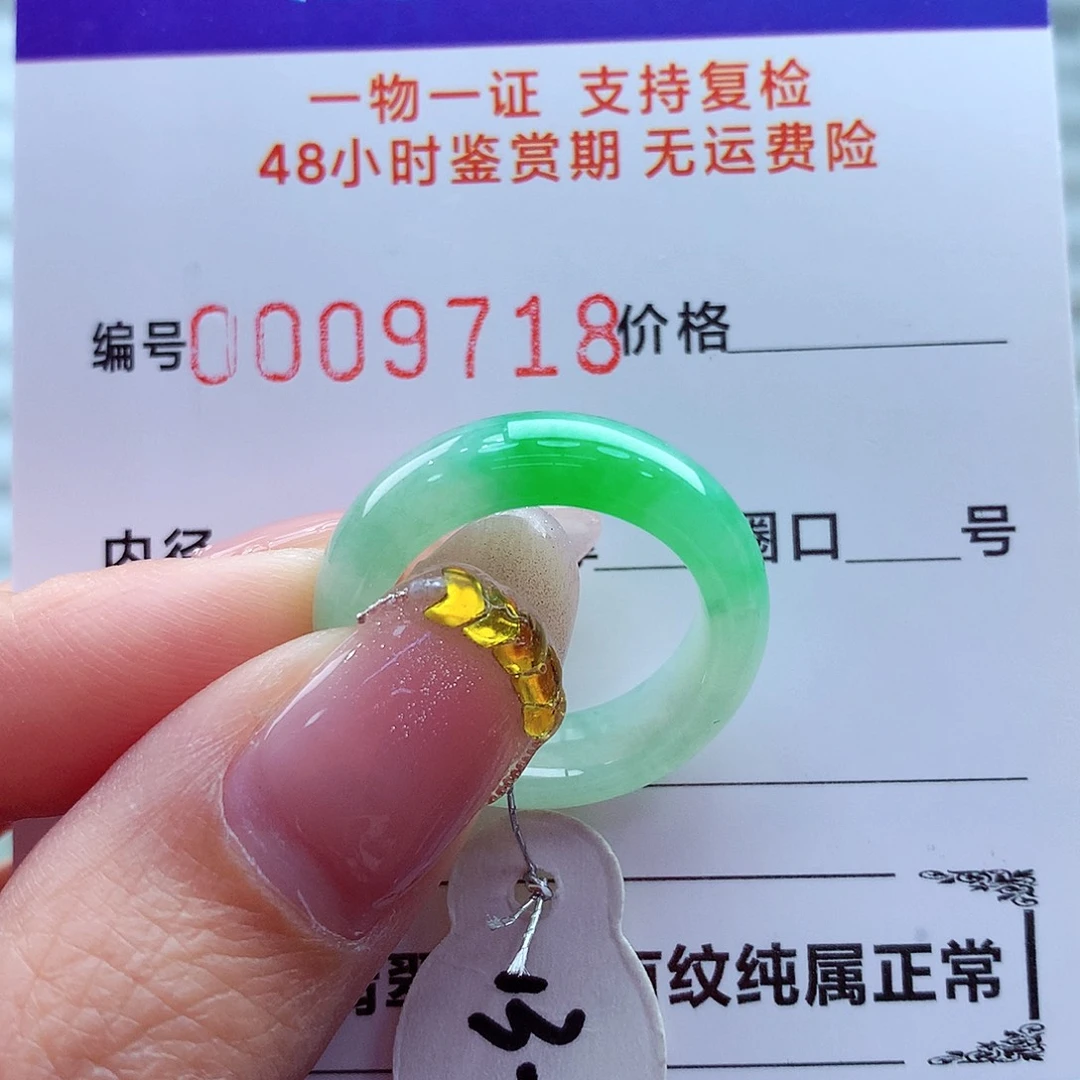 一物一证 支持复检
48小时鉴赏期 无运费险
编号0009718价格
内径 圈口 号
纹纯属正常